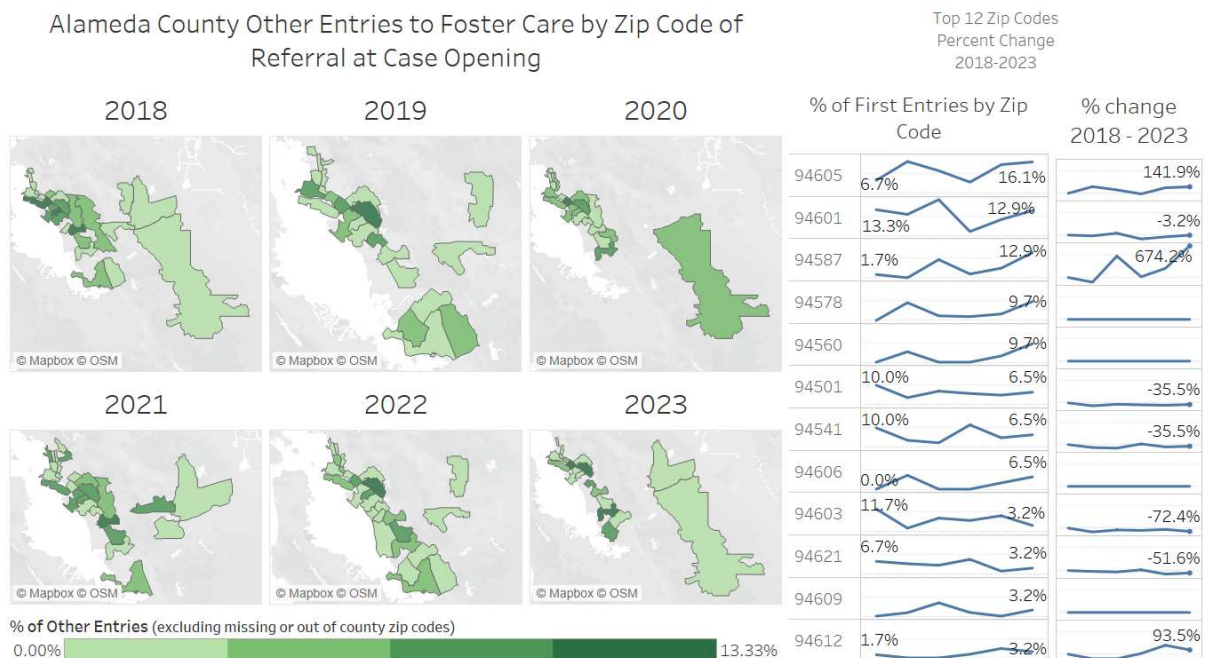 Alameda County Other Entries to Foster Care by Zip Code of
Referral at Case Opening
Top 12 Zip Codes
Percent Change
2018-2023
2018
2019
2020
© Mapbox © OSM
© Mapbox © OSM
© Mapbox © OSM
2021
2022
2023
© Mapbox © OSM
© Mapbox © OSM
© Mapbox © OSM
% of Other Entries (excluding missing or out of county zip codes)
0.00% 13.33%
% of First Entries by Zip
Code
% change
2018 - 2023
94605 6.7% 16.1% 141.9%
94601 13.3% 12.9% -3.2%
94587 1.7% 12.9% 674.2%
94578 9.7%
94560 9.7%
94501 10.0% 6.5% -35.5%
94541 10.0% 6.5% -35.5%
94606 0.0% 6.5%
94603 11.7% 3.2% -72.4%
94621 6.7% 3.2% -51.6%
94609 3.2%
94612 1.7% 3.2% 93.5%